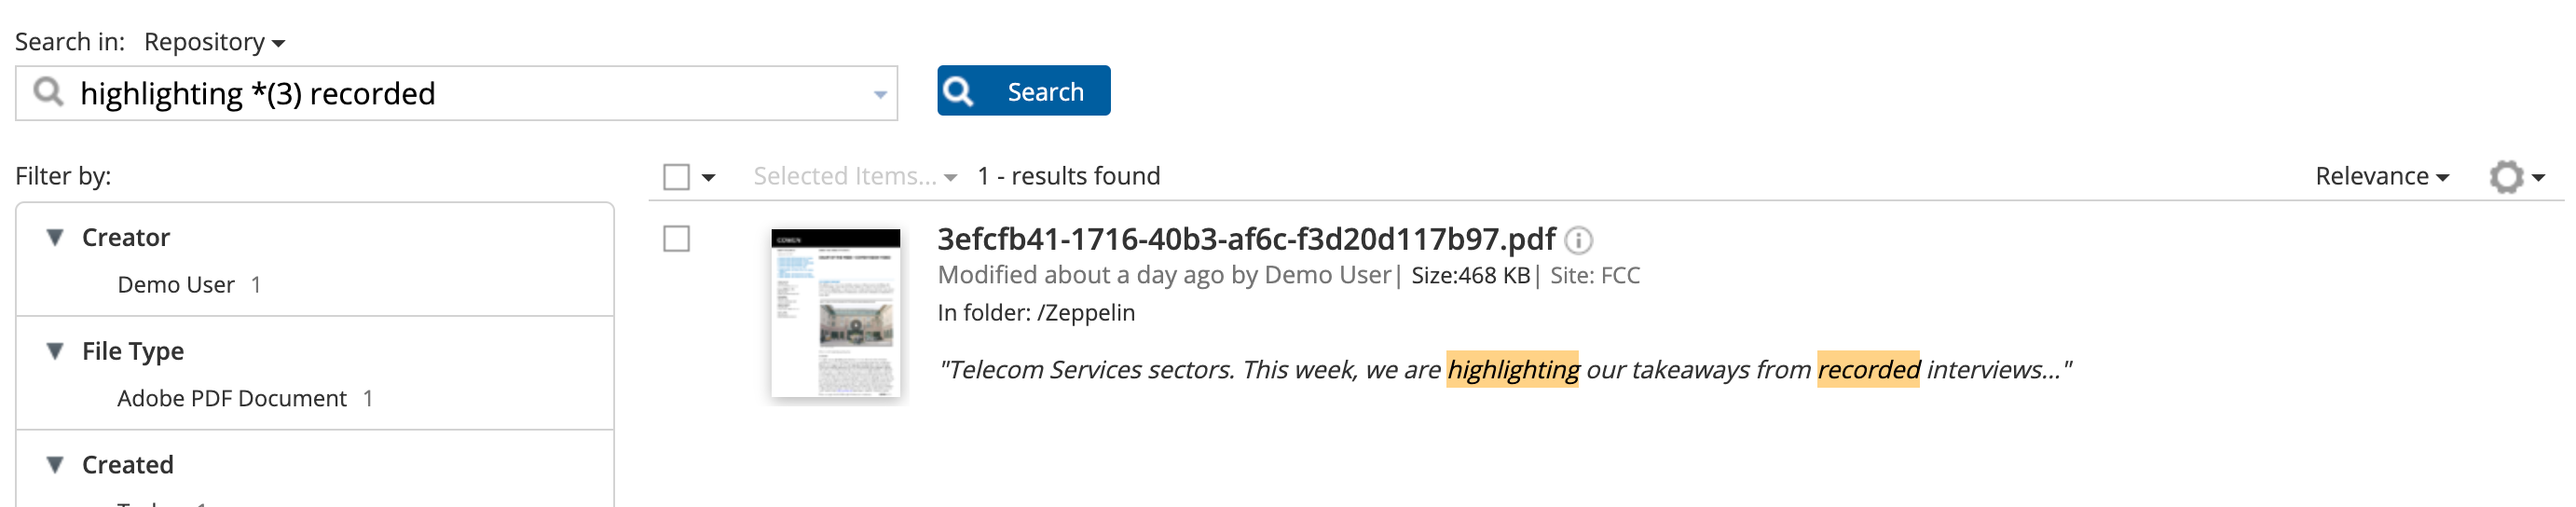 Search in: Repository
highlighting *(3) recorded
Search
Filter by:
Selected Items...
1 - results found
Relevance
Creator
Demo User 1
File Type
Adobe PDF Document 1
Created
3efcfb41-1716-40b3-af6c-f3d20d117b97.pdf
Modified about a day ago by Demo User| Size:468 KB| Site: FCC
In folder: /Zeppelin
"Telecom Services sectors. This week, we are highlighting our takeaways from recorded interviews..."
COWEN